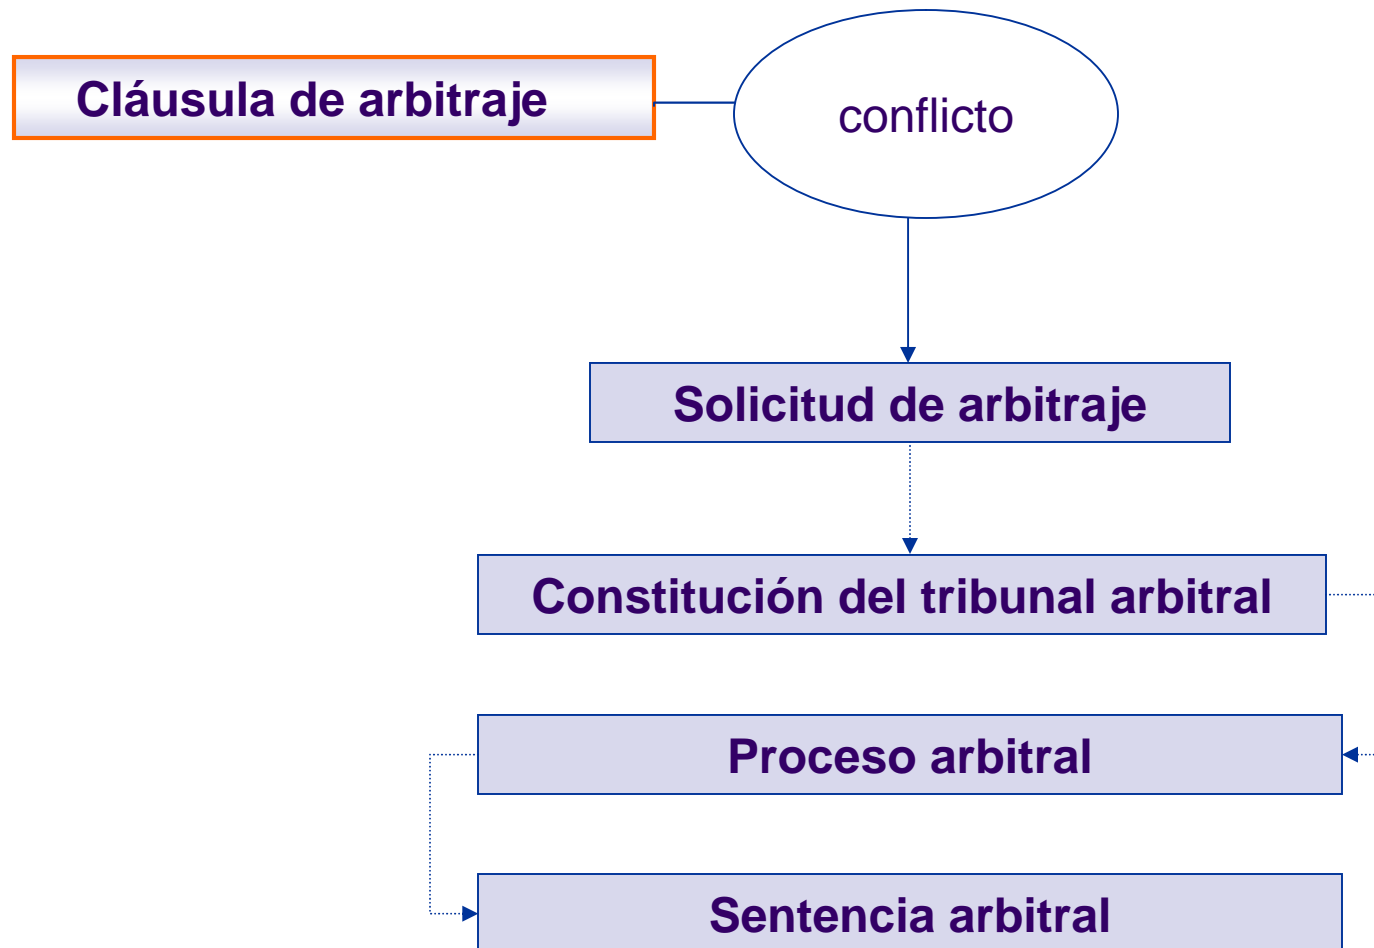 Cláusula de arbitraje
conflicto
Solicitud de arbitraje
Constitución del tribunal arbitral
Proceso arbitral
Sentencia arbitral